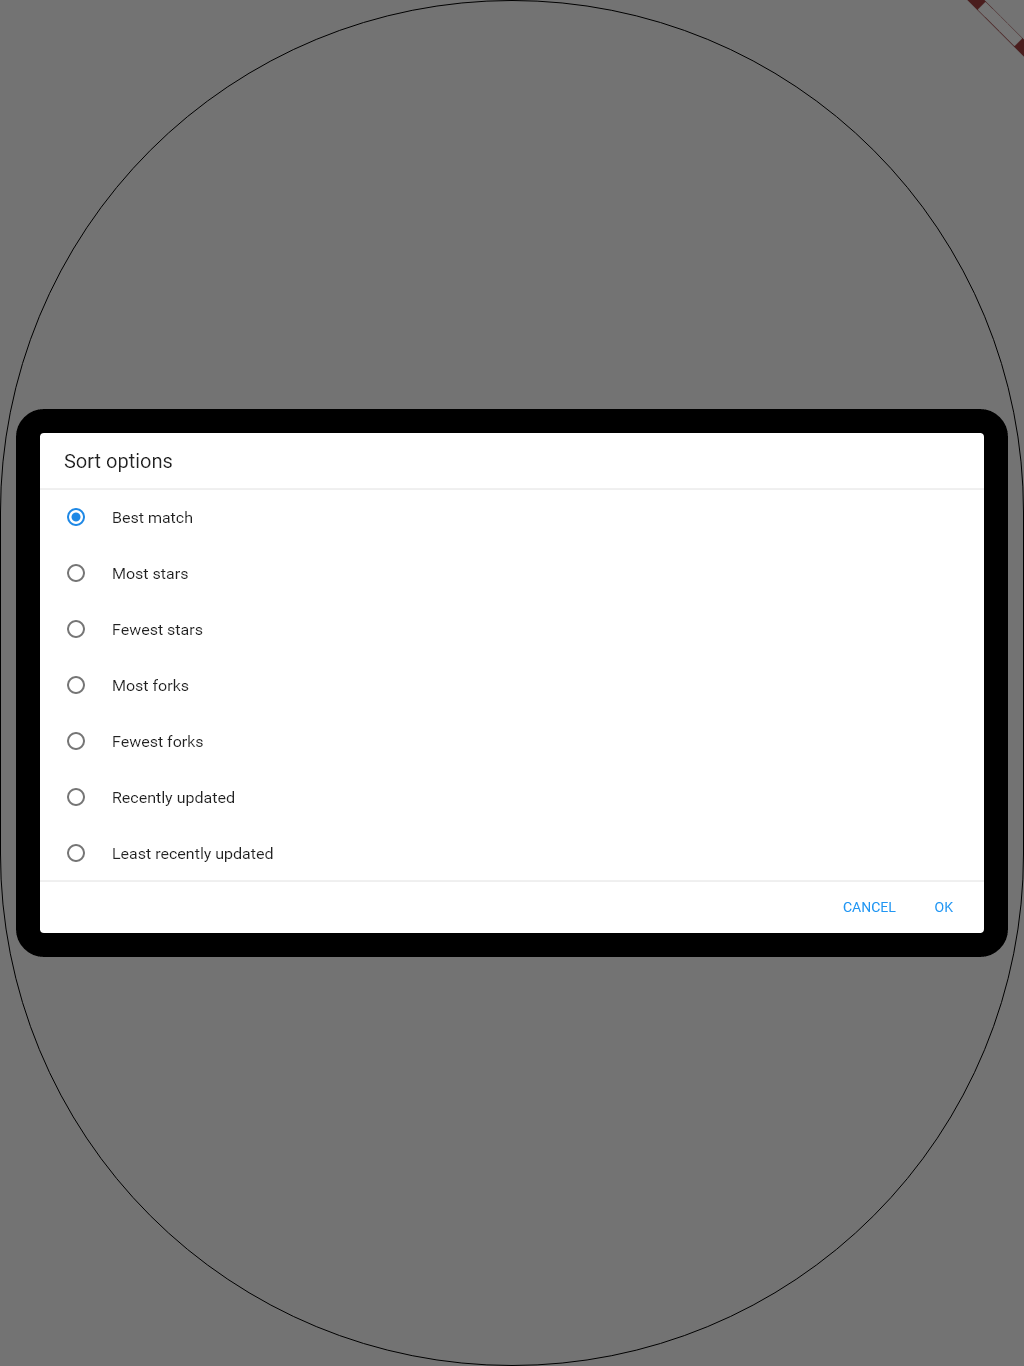 Sort options
Best match
Most stars
Fewest stars
Most forks
Fewest forks
Recently updated
Least recently updated
CANCEL OK